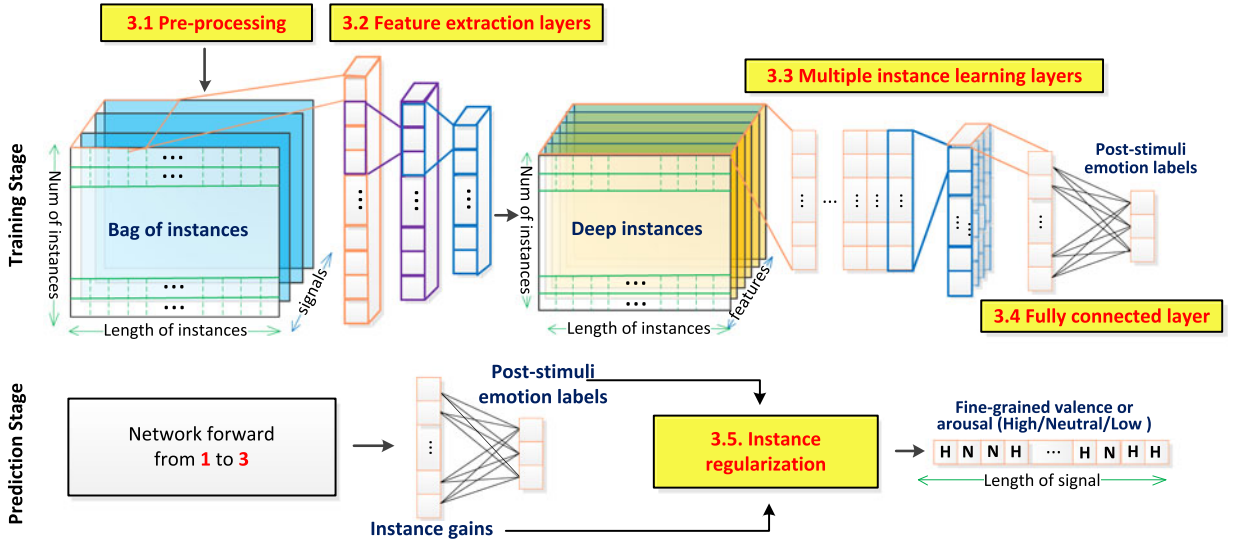 3.1 Pre-processing
3.2 Feature extraction layers
3.3 Multiple instance learning layers
Training Stage
Num of instances
...
...
Bag of instances
...
...
Length of instances
signals
...
...
...
Num of instances
Deep instances
...
...
Length of instances
features
...
...
...
...
...
...
...
...
Post-stimuli
emotion labels
3.4 Fully connected layer
Prediction Stage
Network forward
from 1 to 3
...
Post-stimuli
emotion labels
Instance gains
3.5. Instance
regularization
Fine-grained valence or
arousal (High/Neutral/Low )
H N N H ... H N H H
Length of signal